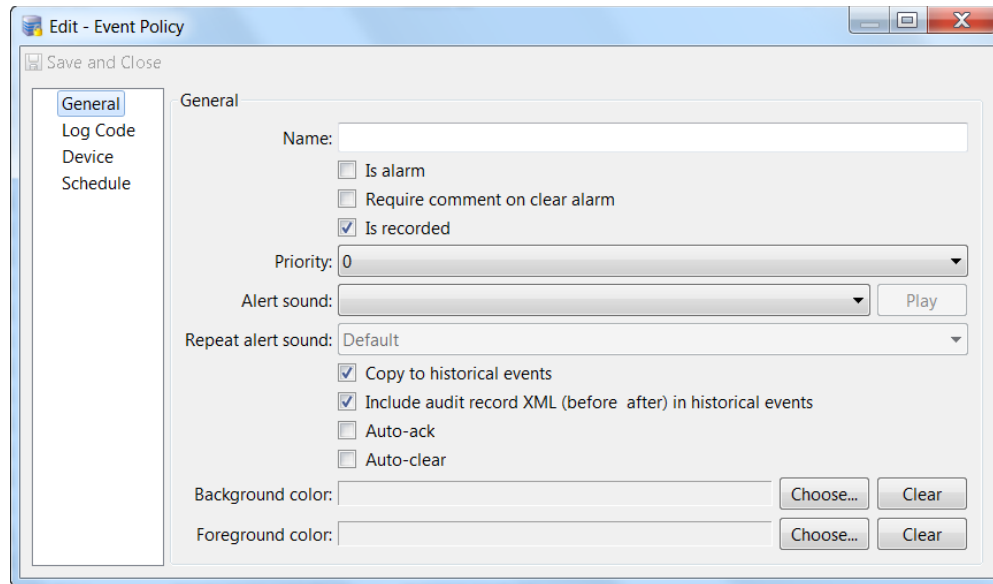 Edit - Event Policy
Save and Close
General
Log Code
Device
Schedule
General
Name:
Is alarm
Require comment on clear alarm
Is recorded
Priority: 0
Alert sound: Play
Repeat alert sound: Default
Copy to historical events
Include audit record XML (before after) in historical events
Auto-ack
Auto-clear
Background color: Choose... Clear
Foreground color: Choose... Clear